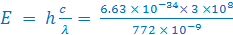 E = h c/λ = 6.63 × 10⁻³⁴ × 3 × 10⁸ / 772 × 10⁻⁹